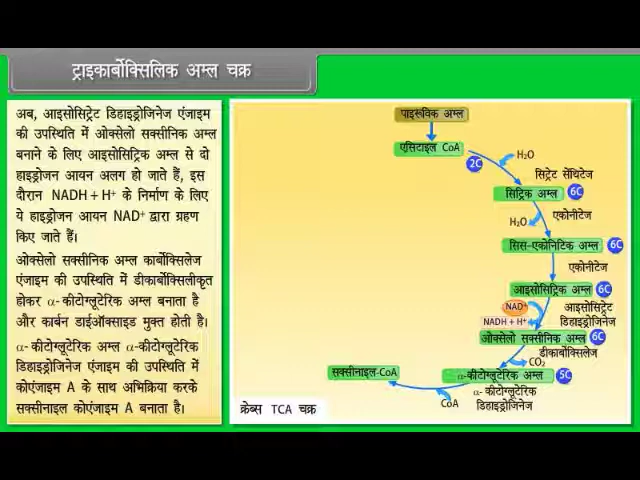 ट्राइकार्बोक्सिलिक अम्ल चक्र
अब, आइसोसिट्रेट डिहाइड्रोजिनेज एंजाइम
की उपस्थिति में ओक्सेलो सक्सीनिक अम्ल
बनाने के लिए आइसोसिट्रिक अम्ल से दो
हाइड्रोजन आयन अलग हो जाते हैं, इस
दौरान NADH + H⁺ के निर्माण के लिए
ये हाइड्रोजन आयन NAD⁺ द्वारा ग्रहण
किए जाते हैं।
ओक्सेलो सक्सीनिक अम्ल कार्बोक्सिलेज
एंजाइम की उपस्थिति में डीकार्बोक्सिलीकृत
होकर α- कीटोग्लूटेरिक अम्ल बनाता है
और कार्बन डाईऑक्साइड मुक्त होती है।
α-कीटोग्लूटेरिक अम्ल α-कीटोग्लूटेरिक
डिहाइड्रोजिनेज एंजाइम की उपस्थिति में
कोएंजाइम A के साथ अभिक्रिया करके
सक्सीनाइल कोएंजाइम A बनाता है।
पाइरूविक अम्ल
एसिटाइल CoA
2C
H₂O
सिट्रेट सेंथिटेज
सिट्रिक अम्ल
6C
H₂O
एकोनीटेज
सिस-एकोनिटिक अम्ल
6C
एकोनीटेज
आइसोसिट्रिक अम्ल
6C
NAD⁺
आइसोसिट्रेट
NADH + H⁺
डिहाइड्रोजिनेज
ओक्सेलो सक्सीनिक अम्ल
6C
डीकार्बोक्सिलेज
CO₂
सक्सीनाइल-CoA
α-कीटोग्लूटेरिक अम्ल
5C
α- कीटोग्लूटेरिक
CoA
डिहाइड्रोजिनेज
क्रेब्स TCA चक्र